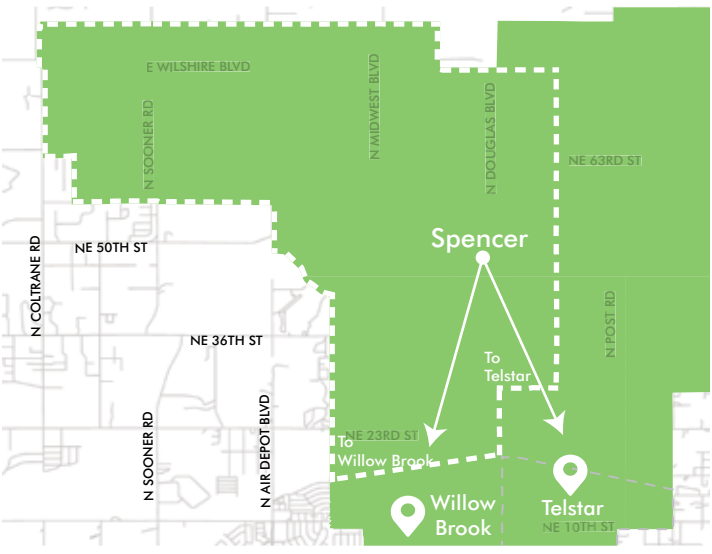 E WILSHIRE BLVD
N SOONER RD
N MIDWEST BLVD
N DOUGLAS BLVD
NE 63RD ST
Spencer
N COLTRANE RD
NE 50TH ST
N POST RD
NE 36TH ST
To
Telstar
N SOONER RD
N AIR DEPOT BLVD
NE 23RD ST
To
Willow Brook
Willow
Brook
Telstar
NE 10TH ST